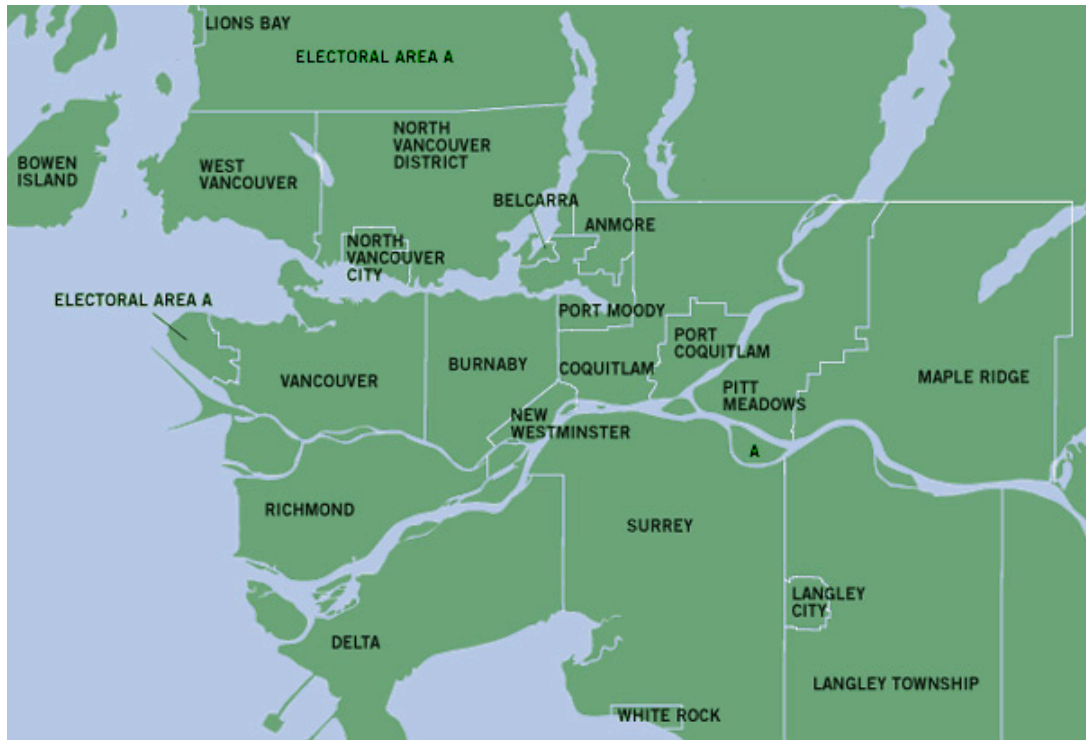 LIONS BAY
ELECTORAL AREA A
BOWEN
ISLAND
WEST
VANCOUVER
NORTH
VANCOUVER
DISTRICT
BELCARRA
ANMORE
NORTH
VANCOUVER
CITY
ELECTORAL AREA A
PORT MOODY
VANCOUVER
BURNABY
COQUITLAM
PORT
COQUITLAM
PITT
MEADOWS
MAPLE RIDGE
NEW
WESTMINSTER
A
RICHMOND
SURREY
LANGLEY
CITY
DELTA
LANGLEY TOWNSHIP
WHITE ROCK